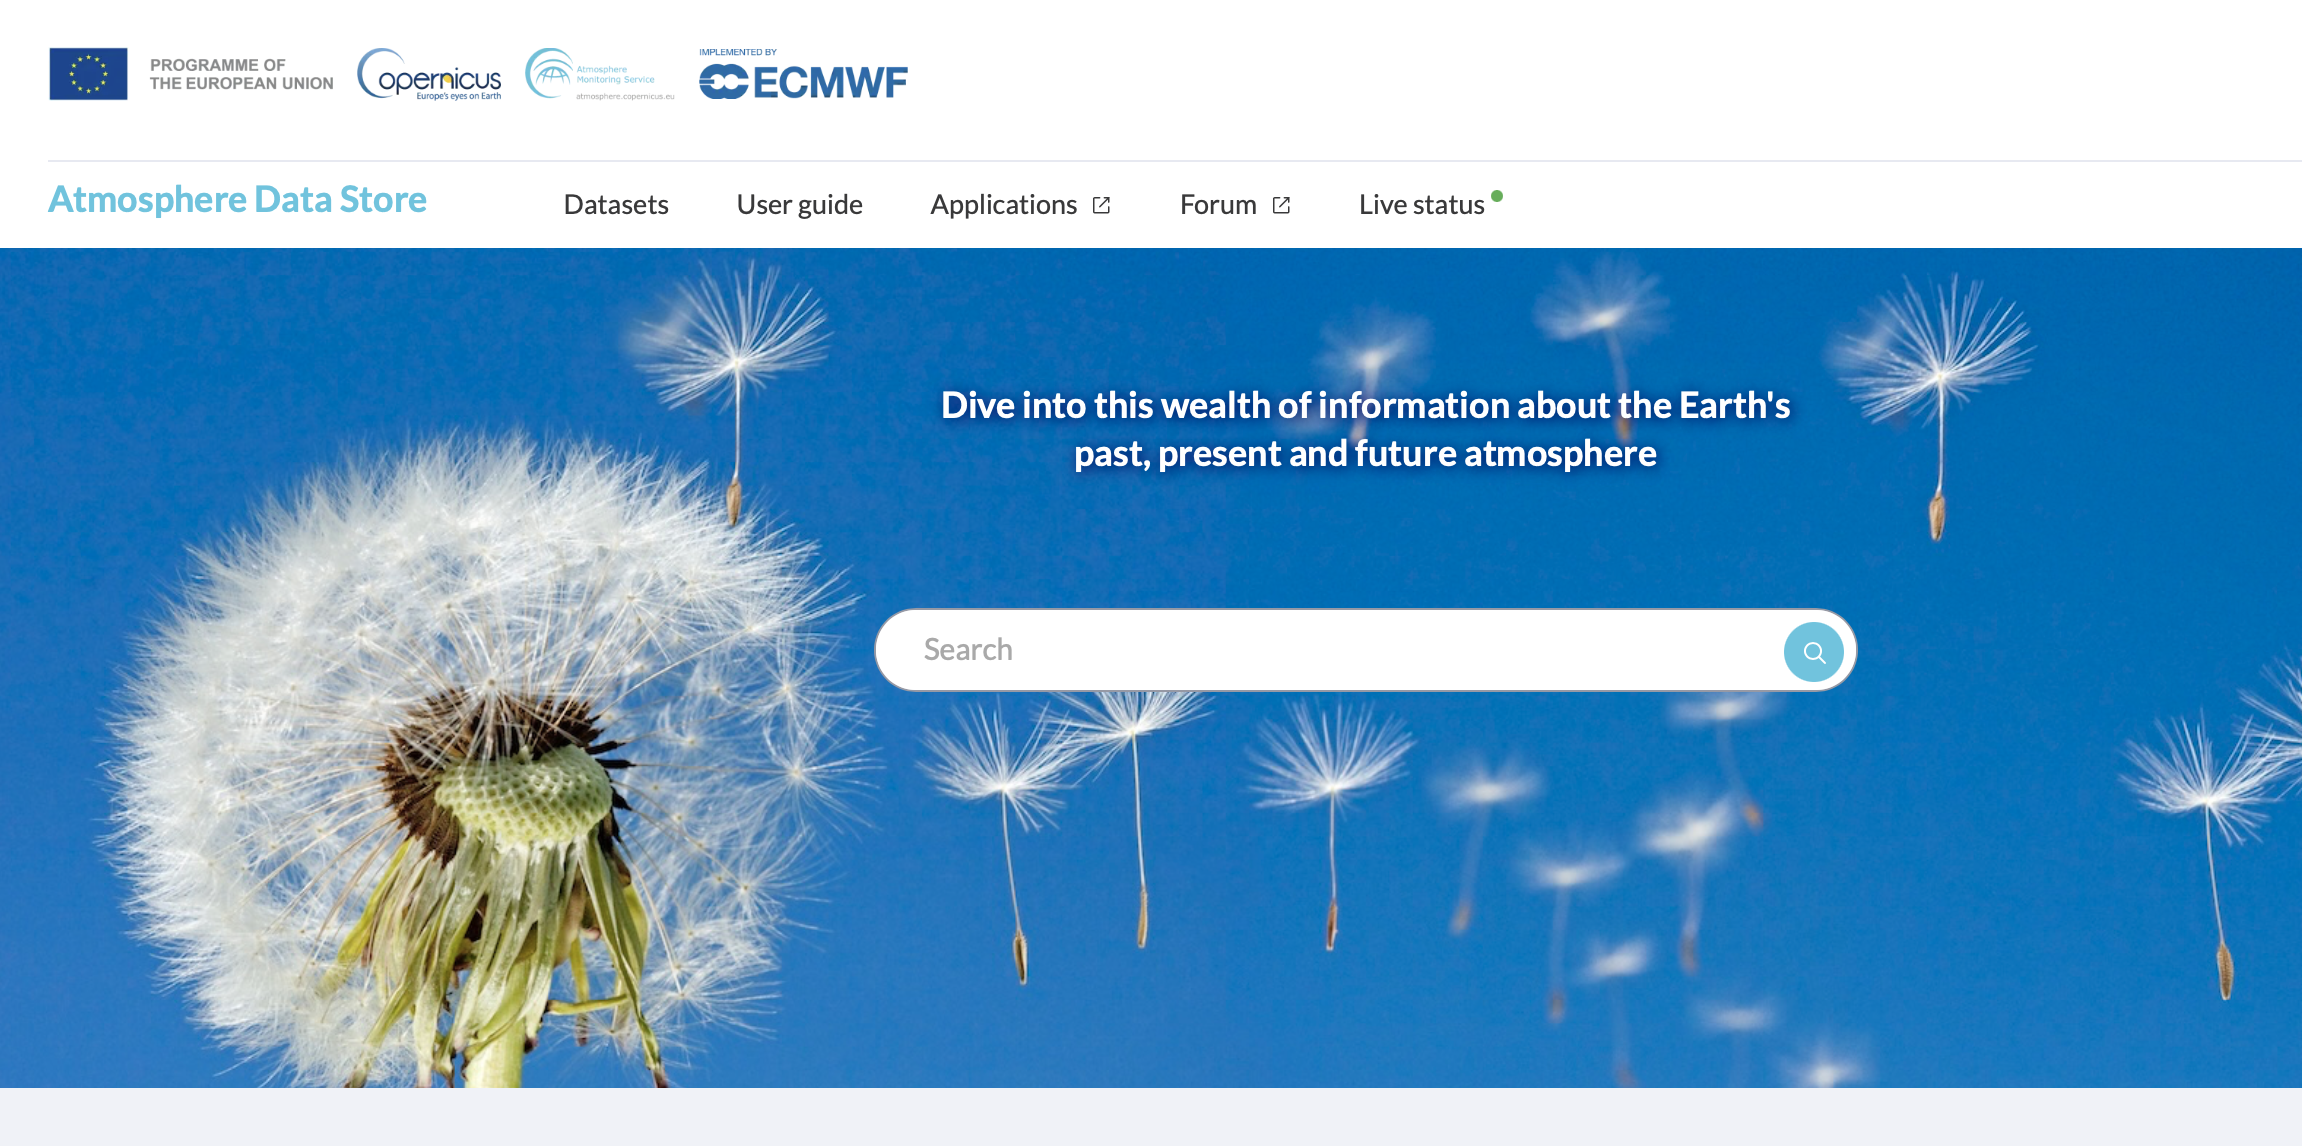 PROGRAMME OF
THE EUROPEAN UNION
opernicus
Europe's eyes on Earth
Atmosphere
Monitoring Service
atmosphere.copernicus.eu
IMPLEMENTED BY
ECMWF
Atmosphere Data Store
Datasets
User guide
Applications
Forum
Live status
Dive into this wealth of information about the Earth's
past, present and future atmosphere
Search